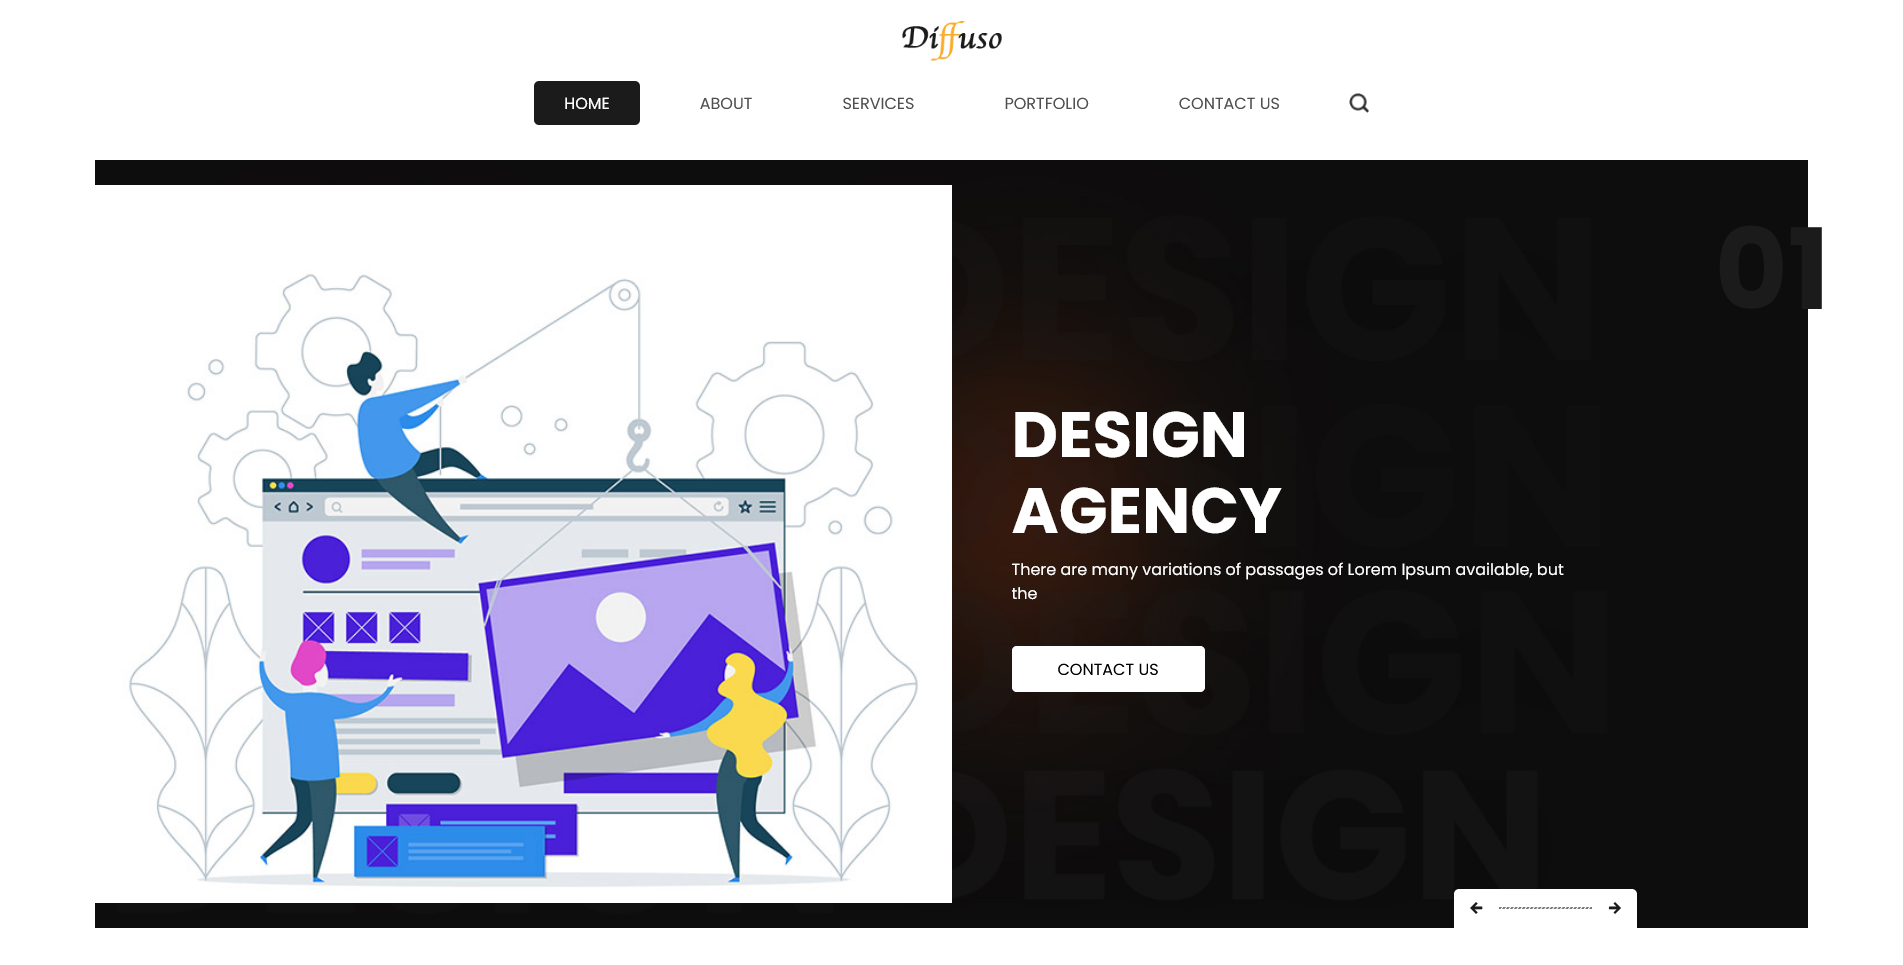 Diffuso
HOME ABOUT SERVICES PORTFOLIO CONTACT US
DESIGN
01
DESIGN
DESIGN
AGENCY
There are many variations of passages of Lorem Ipsum available, but
the
DESIGN
CONTACT US
DESIGN